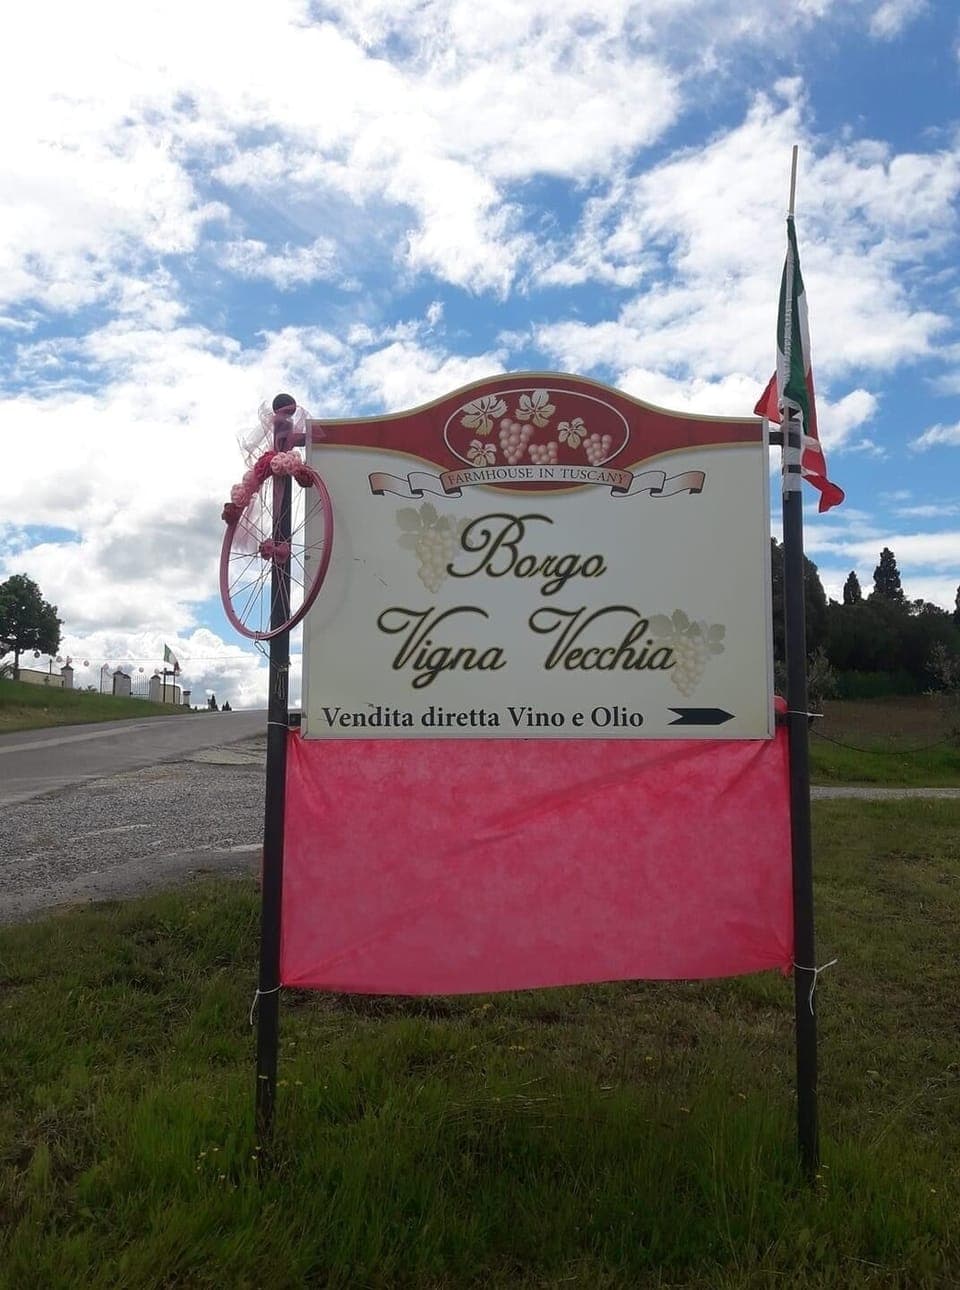 FARMHOUSE IN TUSCANY
Borgo
Vigna Vecchia
Vendita diretta Vino e Olio